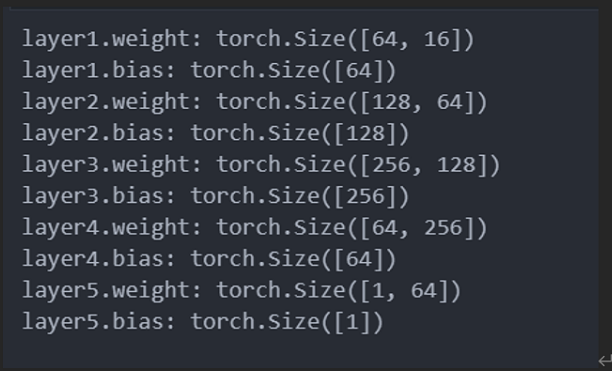 layer1.weight: torch.Size([64, 16])
layer1.bias: torch.Size([64])
layer2.weight: torch.Size([128, 64])
layer2.bias: torch.Size([128])
layer3.weight: torch.Size([256, 128])
layer3.bias: torch.Size([256])
layer4.weight: torch.Size([64, 256])
layer4.bias: torch.Size([64])
layer5.weight: torch.Size([1, 64])
layer5.bias: torch.Size([1])